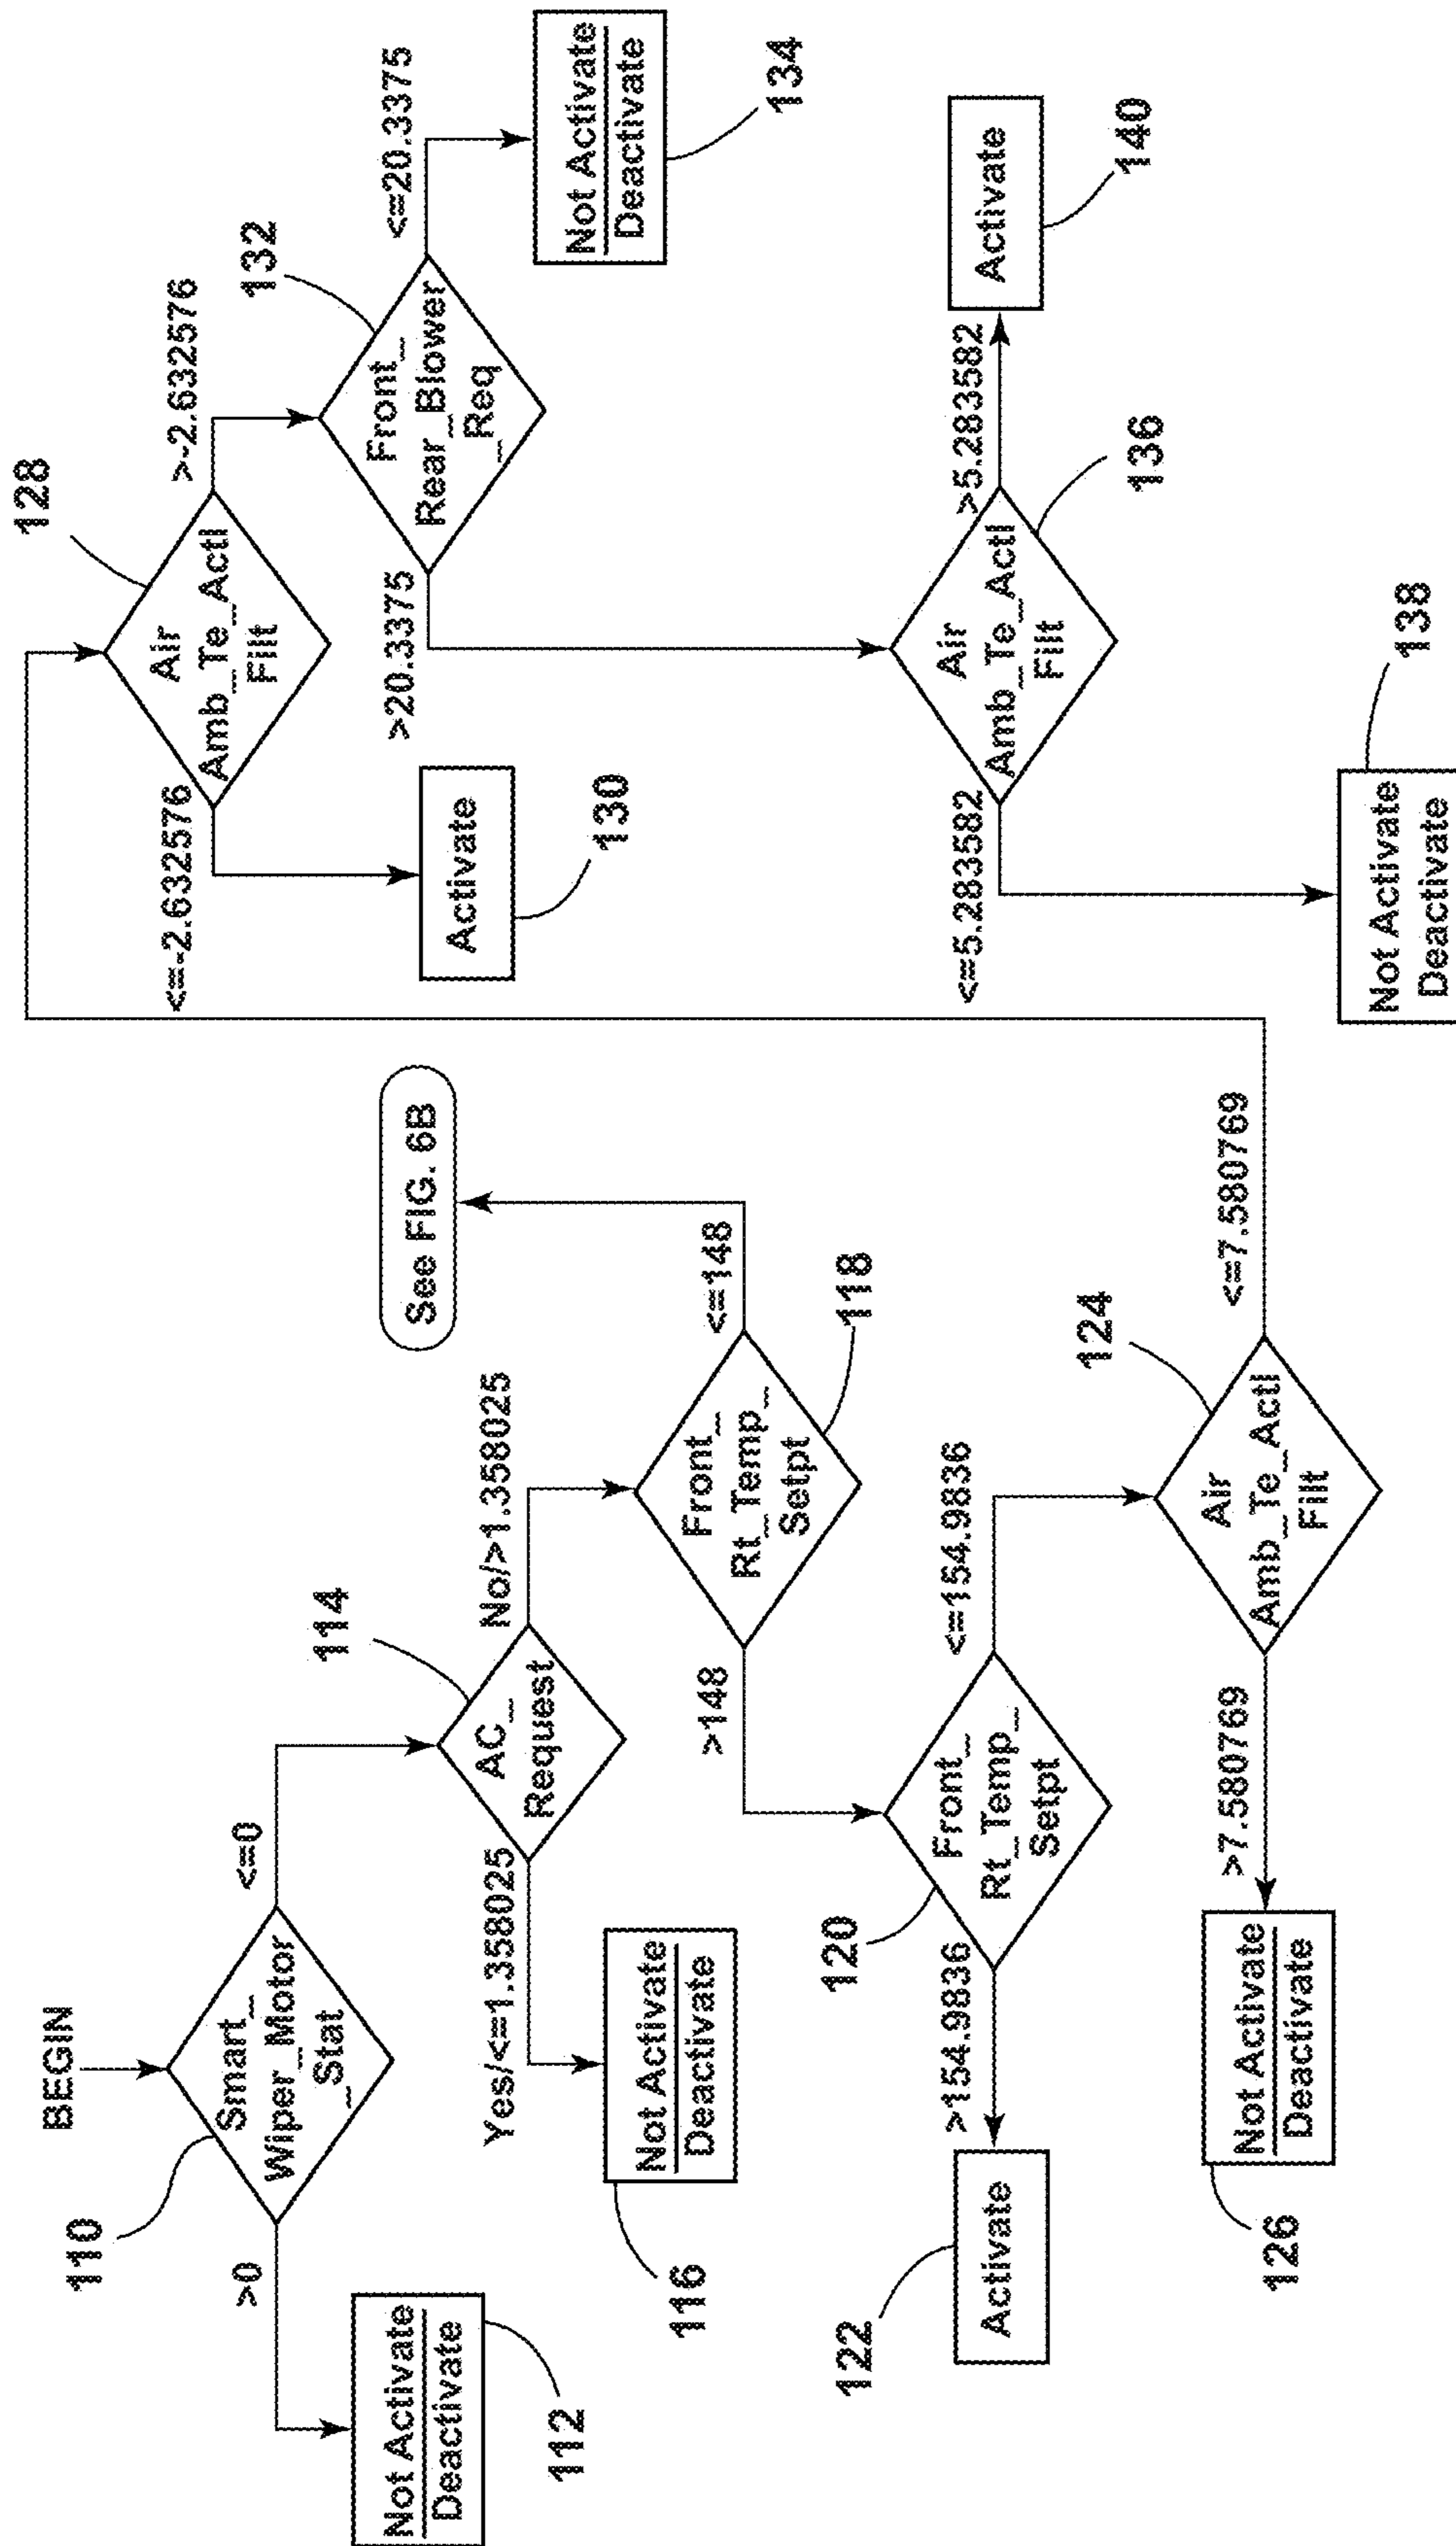 BEGIN
110
Smart_
Wiper_Motor
_Stat
>0
<=0
Not Activate
Deactivate
112
114
AC_
Request
Yes/<=1.358025
No/>1.358025
Not Activate
Deactivate
116
Front_
Rt_Temp_
Setpt
118
>148
<=148
See FIG. 6B
120
Front_
Rt_Temp_
Setpt
>154.9836
<=154.9836
Activate
122
124
Air
Amb_Te_Actl
Filt
>7.580769
<=7.580769
Not Activate
Deactivate
126
128
Air
Amb_Te_Actl
Filt
<=-2.632576
>-2.632576
Activate
130
132
Front_
Rear_Blower
_Req
>20.3375
<=20.3375
Not Activate
Deactivate
134
Air
Amb_Te_Actl
Filt
136
<=5.283582
>5.283582
Not Activate
Deactivate
138
Activate
140